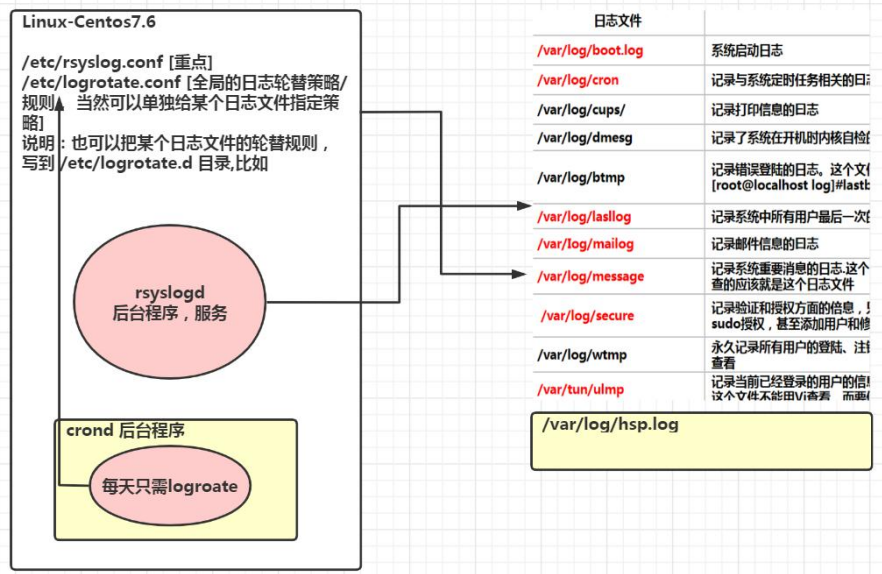 Linux-Centos7.6
/etc/rsyslog.conf [重点]
/etc/logrotate.conf [全局的日志轮替策略/
规则， 当然可以单独给某个日志文件指定策
略]
说明：也可以把某个日志文件的轮替规则，
写到 /etc/logrotate.d 目录,比如
rsyslogd
后台程序，服务
crond 后台程序
每天只需logroate
日志文件
/var/log/boot.log 系统启动日志
/var/log/cron 记录与系统定时任务相关的日
/var/log/cups/ 记录打印信息的日志
/var/log/dmesg 记录了系统在开机时内核自检的
/var/log/btmp 记录错误登陆的日志。这个文
[root@localhost log]#lastb
/var/log/lasllog 记录系统中所有用户最后一次的
/var/log/mailog 记录邮件信息的日志
/var/log/message 记录系统重要消息的日志.这个
查的应该就是这个日志文件
/var/log/secure 记录验证和授权方面的信息，
sudo授权，甚至添加用户和修
/var/log/wtmp 永久记录所有用户的登陆、注
查看
/var/tun/ulmp 记录当前已经登录的用户的信
这个文件不能用Vi查看 而要
/var/log/hsp.log